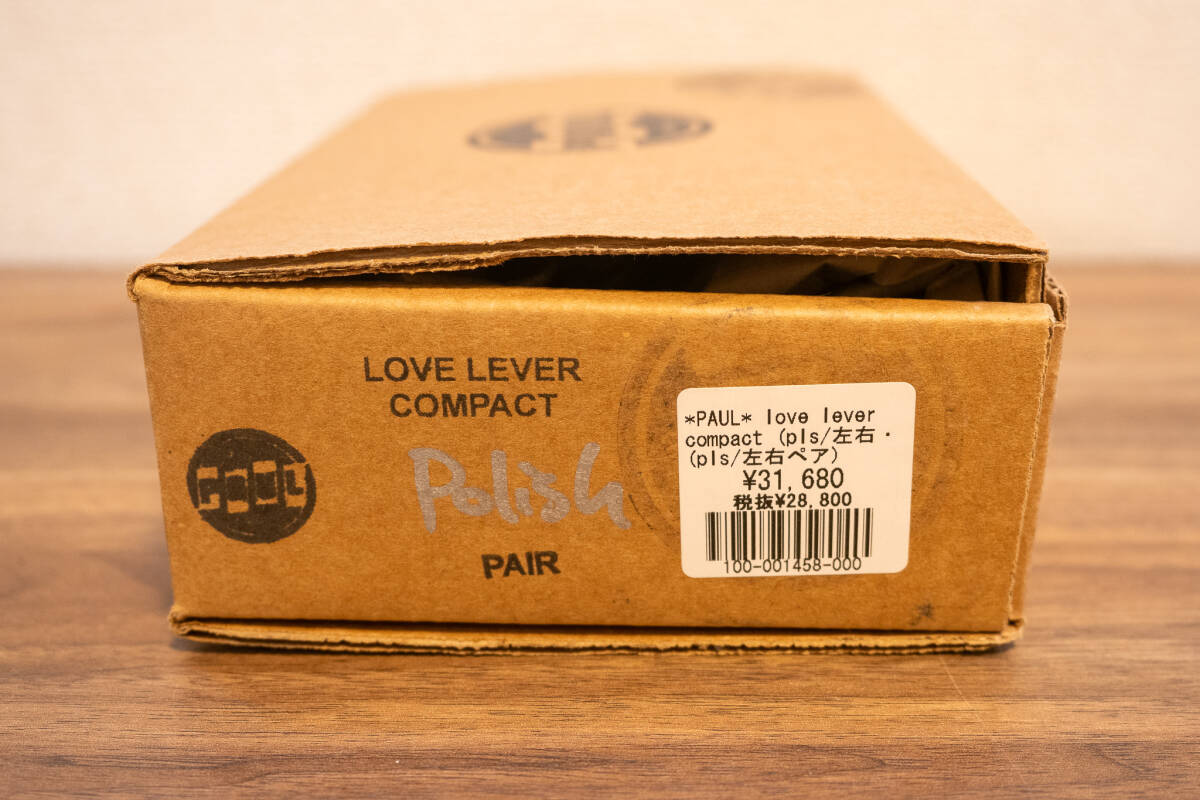 LOVE LEVER
COMPACT
PAUL
Polish
PAIR
*PAUL* love lever
compact (pls/左右・
(pls/左右ペア)
¥31,680
税抜¥28,800
100-001458-000